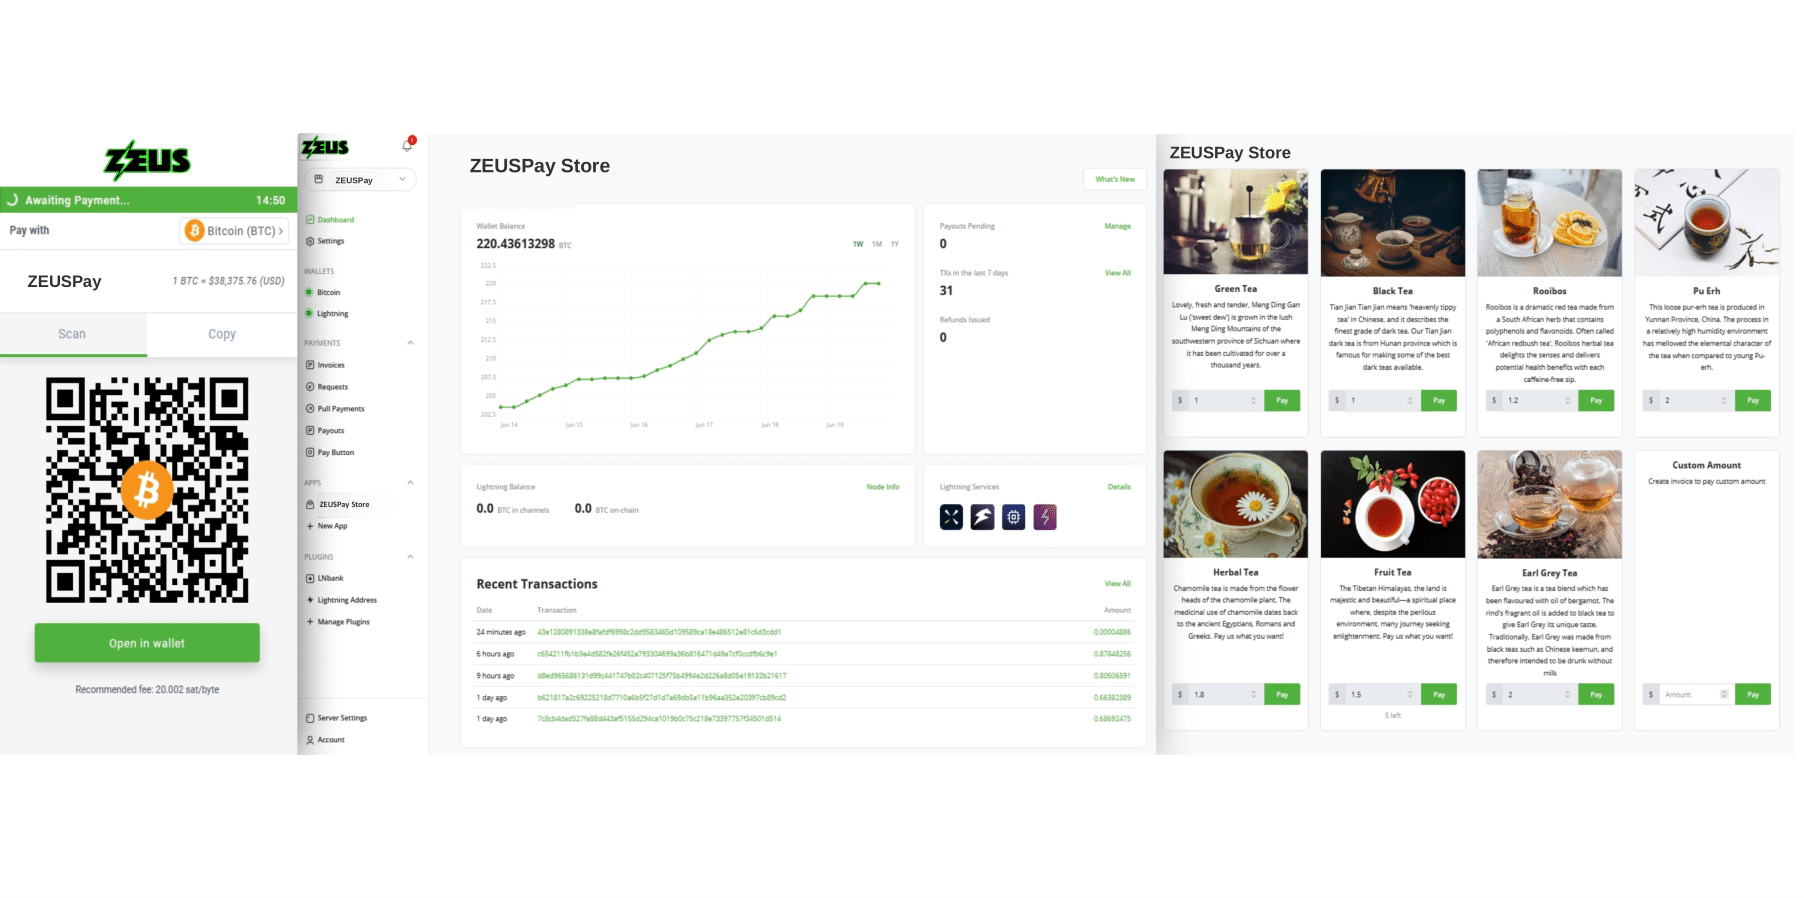 ZEUS
Awaiting Payment...
14:50
Pay with
Bitcoin (BTC) >
ZEUSPay
1 BTC = $38,375.76 (USD)
Scan
Copy
Open in wallet
Recommended fee: 20.002 sat/byte
ZEUS
1
ZEUSPay
Dashboard
Settings
WALLETS
Bitcoin
Lightning
PAYMENTS
Invoices
Requests
Pull Payments
Payouts
Pay Button
APPS
ZEUSPay Store
+ New App
PLUGINS
LNbank
Lightning Address
+ Manage Plugins
Server Settings
Account
ZEUSPay Store
What's New
Wallet Balance
220.43613298 BTC
1W 1M 1Y
222.5
220
217.5
215
212.5
210
207.5
205
202.5
Jun 14
Jun 15
Jun 16
Jun 17
Jun 18
Jun 19
Payouts Pending
Manage
0
TXs in the last 7 days
View All
31
Refunds Issued
0
Lightning Balance
Node Info
0.0 BTC in channels
0.0 BTC on-chain
Lightning Services
Details
Recent Transactions
View All
Date
Transaction
Amount
24 minutes ago
0.00004886
6 hours ago
0.87848256
9 hours ago
0.80506591
1 day ago
0.66382389
1 day ago
0.68692475
ZEUSPay Store
Green Tea
Lovely, fresh and tender, Meng Ding Gan
Lu ('sweet dew') is grown in the lush
Meng Ding Mountains of the
southwestern province of Sichuan where
it has been cultivated for over a
thousand years.
$ 1
Pay
Black Tea
Tian Jian Tian Jian means 'heavenly tippy
tea' in Chinese, and it describes the
finest grade of dark tea. Our Tian Jian
dark tea is from Hunan province which is
famous for making some of the best
dark teas available.
$ 1
Pay
Rooibos
Rooibos is a dramatic red tea made from
a South African herb that contains
polyphenols and flavonoids. Often called
'African redbush tea', Rooibos herbal tea
delights the senses and delivers
potential health benefits with each
caffeine-free sip.
$ 1.2
Pay
Pu Erh
This loose pur-erh tea is produced in
Yunnan Province, China. The process in
a relatively high humidity environment
has mellowed the elemental character of
the tea when compared to young Pu-
erh.
$ 2
Pay
Herbal Tea
Chamomile tea is made from the flower
heads of the chamomile plant. The
medicinal use of chamomile dates back
to the ancient Egyptians, Romans and
Greeks. Pay us what you want!
$ 1.8
Pay
Fruit Tea
The Tibetan Himalayas, the land is
majestic and beautiful—a spiritual place
where, despite the perilous
environment, many journey seeking
enlightenment. Pay us what you want!
$ 1.5
Pay
5 left
Earl Grey Tea
Earl Grey tea is a tea blend which has
been flavoured with oil of bergamot. The
rind's fragrant oil is added to black tea to
give Earl Grey its unique taste.
Traditionally, Earl Grey was made from
black teas such as Chinese keemun, and
therefore intended to be drunk without
milk
$ 2
Pay
Custom Amount
Create invoice to pay custom amount
$ Amount
Pay